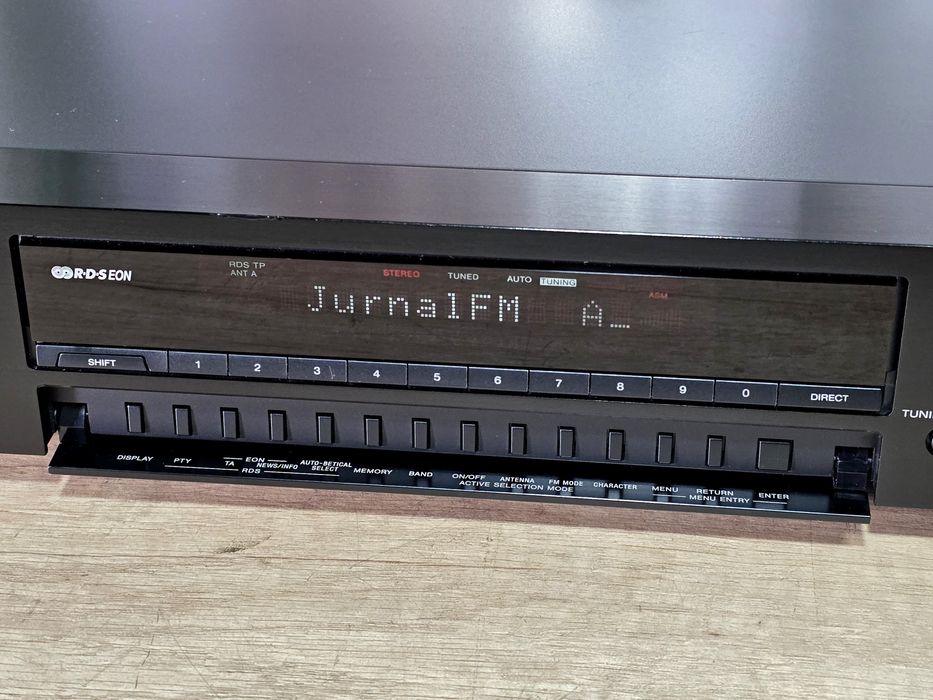 R·D·S EON
RDS TP
ANT A
STEREO TUNED AUTO TUNING
ASM
JurnalFM A_
SHIFT 1 2 3 4 5 6 7 8 9 0 DIRECT
TUNI
DISPLAY PTY TA EON NEWS/INFO AUTO-BETICAL SELECT MEMORY BAND ON/OFF ACTIVE ANTENNA SELECTION FM MODE MODE CHARACTER MENU RETURN MENU ENTRY ENTER
RDS